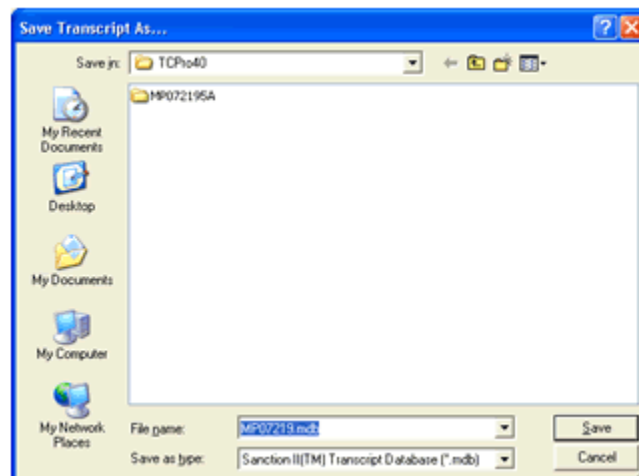 Save Transcript As...
Save in: TCPro40
MP072195A
My Recent
Documents
Desktop
My Documents
My Computer
My Network
Places
File name: MP07219.mdb
Save
Save as type: Sanction II(TM) Transcript Database (*.mdb)
Cancel